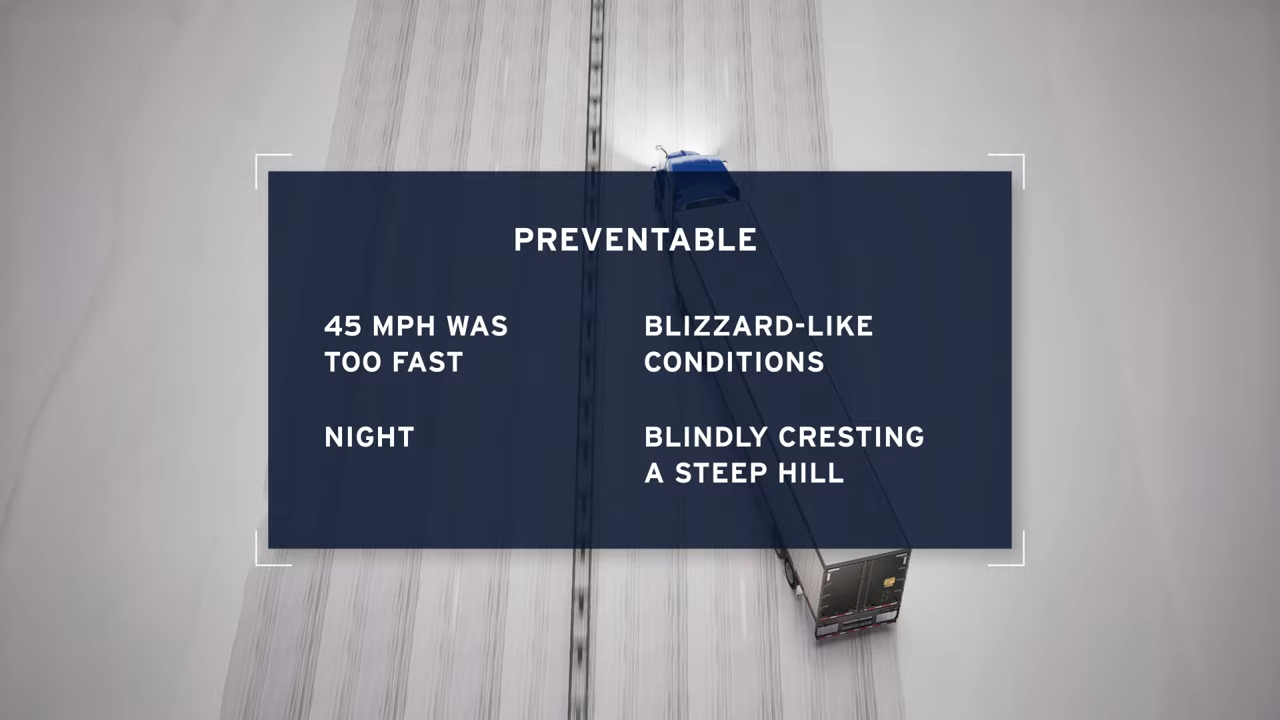 PREVENTABLE
45 MPH WAS
TOO FAST
NIGHT
BLIZZARD-LIKE
CONDITIONS
BLINDLY CRESTING
A STEEP HILL